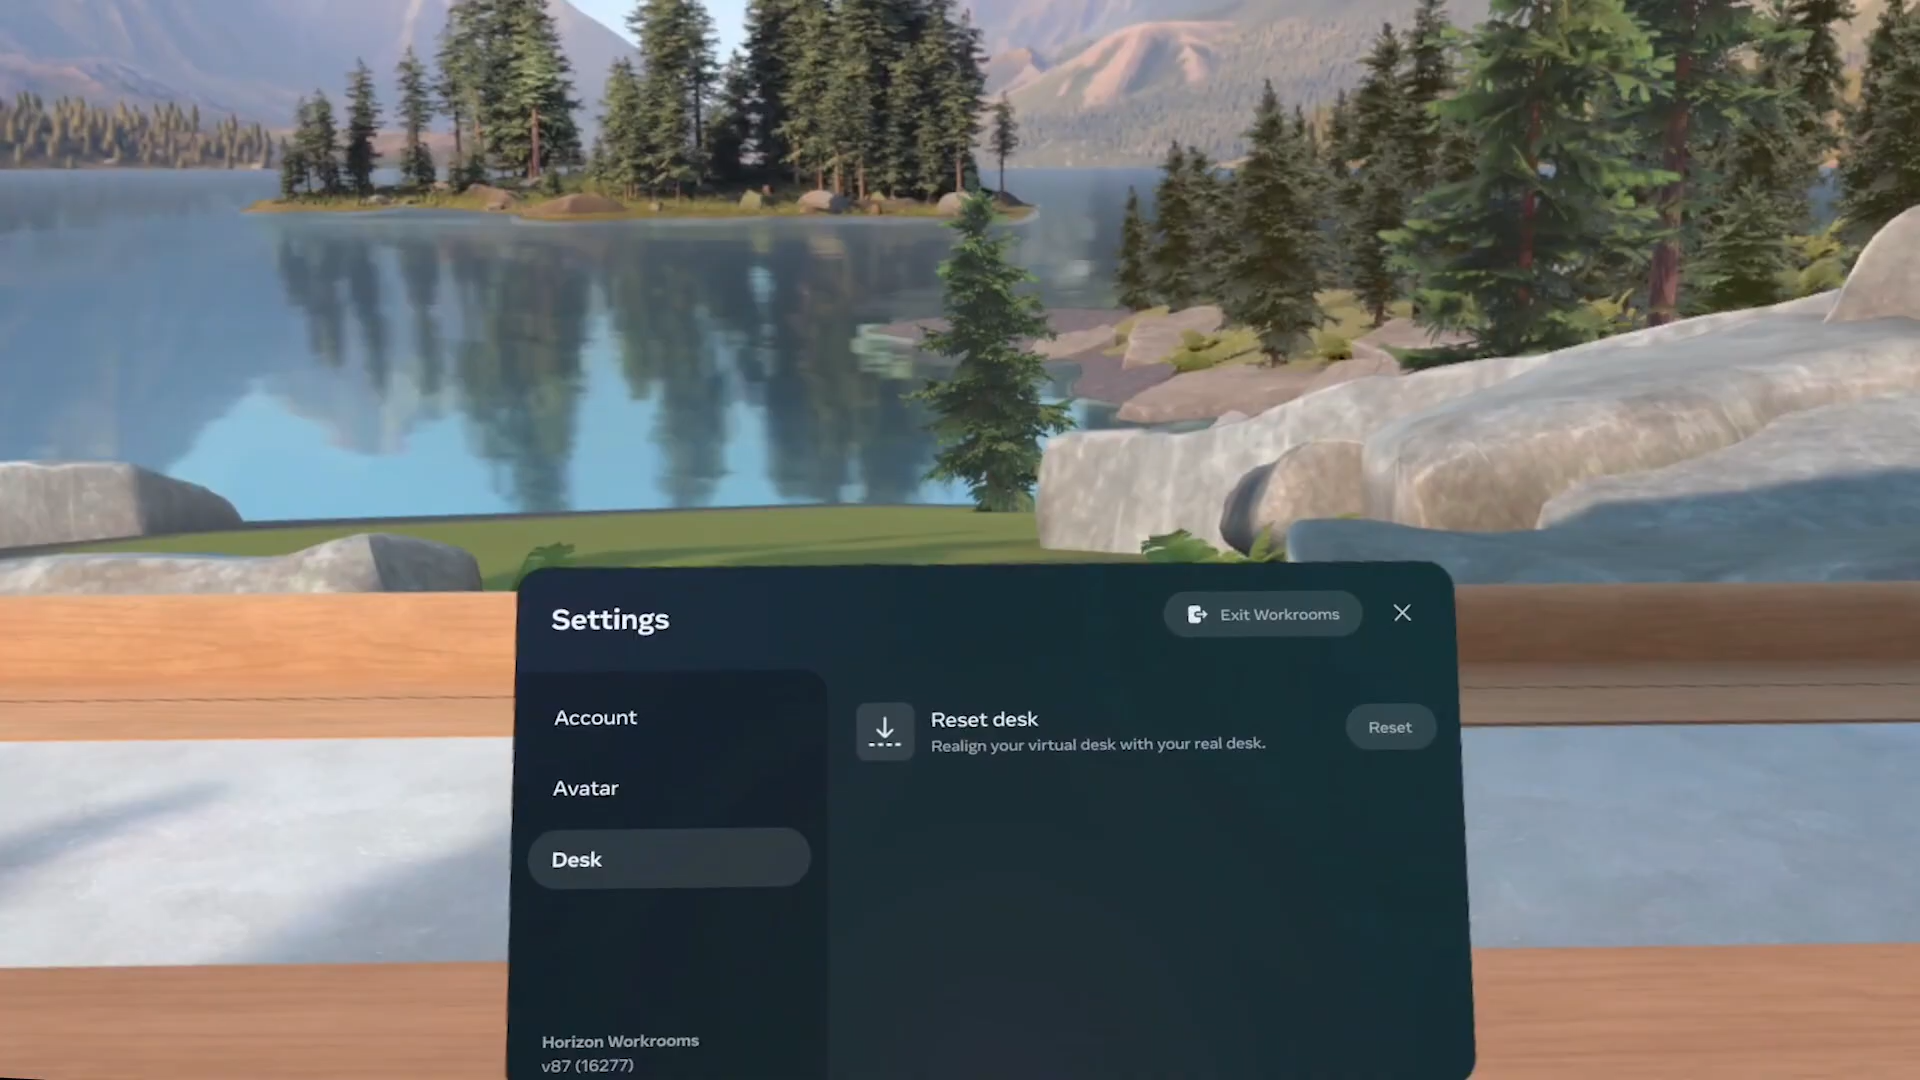 Settings
Exit Workrooms
Account
Avatar
Desk
Reset desk
Realign your virtual desk with your real desk.
Reset
Horizon Workrooms
v87 (16277)